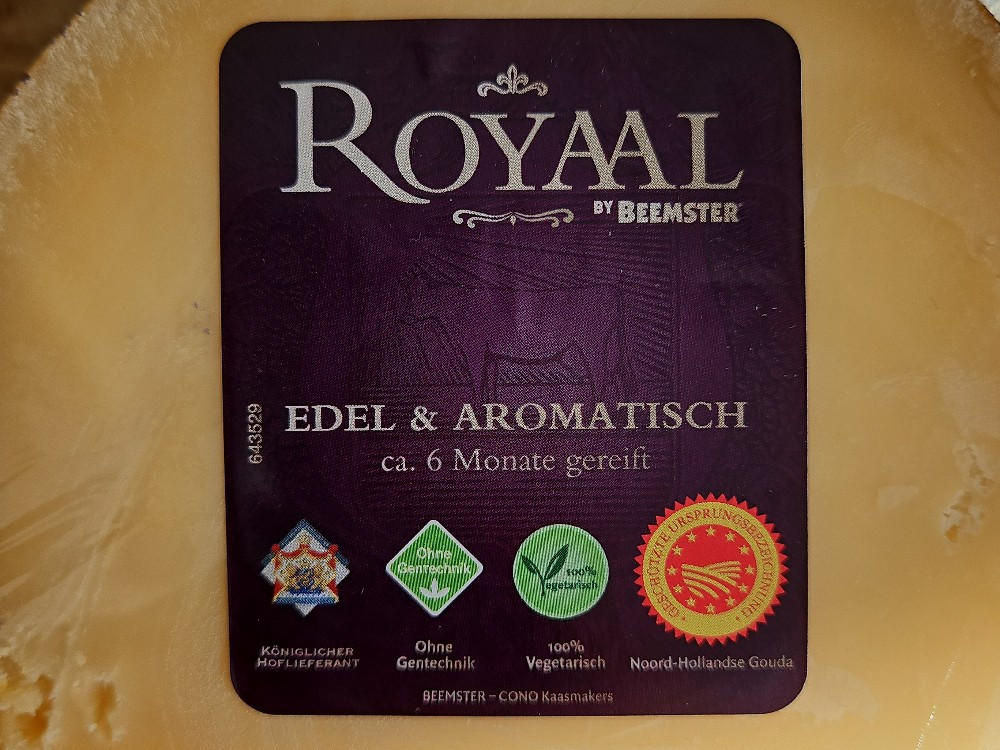 ROYAAL
BY BEEMSTER
EDEL & AROMATISCH
ca. 6 Monate gereift
643529
Ohne
Gentechnik
100%
Vegetarisch
GESCHÜTZTE URSPRUNGSBEZEICHNUNG
KÖNIGLICHER
HOFLIEFERANT
Ohne
Gentechnik
100%
Vegetarisch
Noord-Hollandse Gouda
BEEMSTER – CONO Kaasmakers